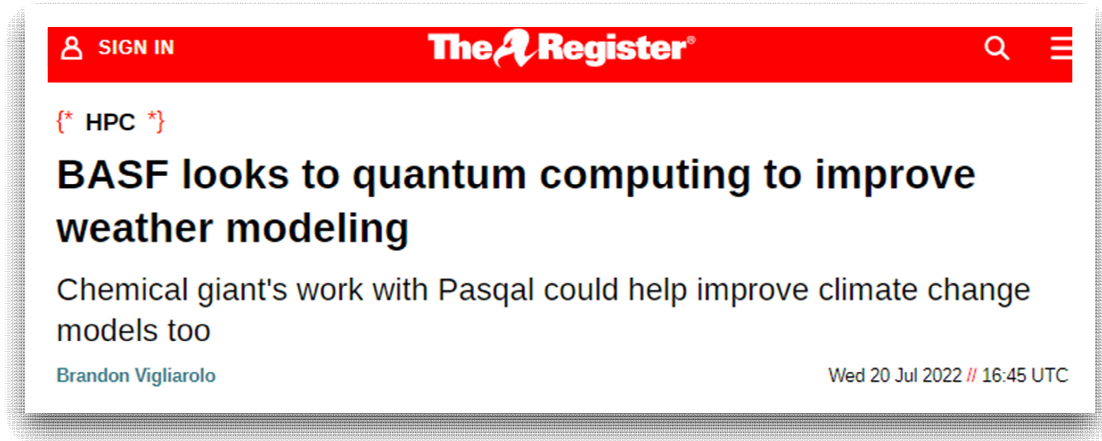 SIGN IN
The Register®
{* HPC *}
BASF looks to quantum computing to improve
weather modeling
Chemical giant's work with Pasqal could help improve climate change
models too
Brandon Vigliarolo
Wed 20 Jul 2022 // 16:45 UTC